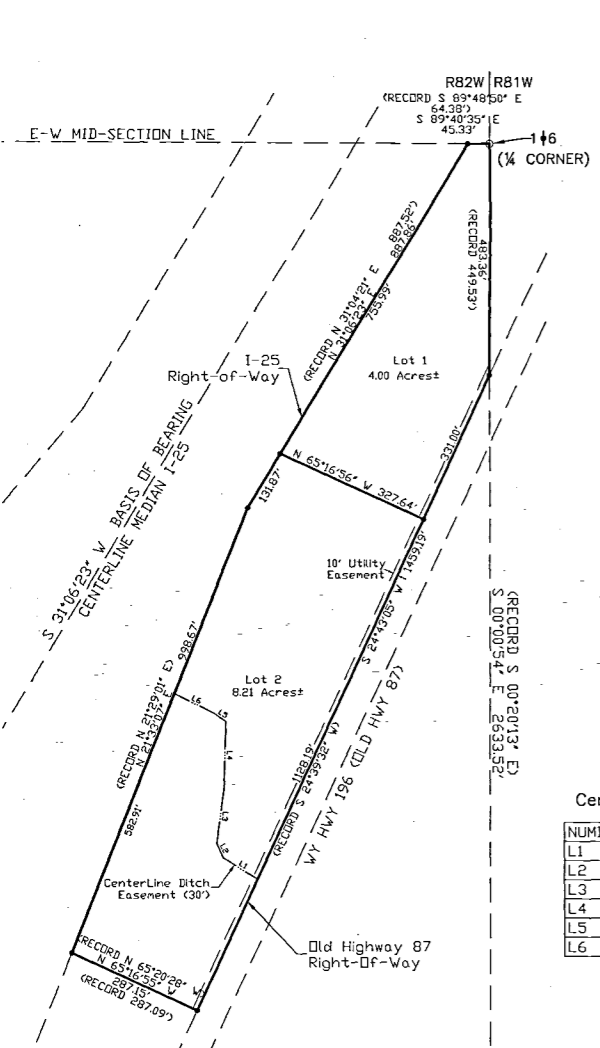 R82W R81W
(RECORD S 89°48'50" E
64.38')
S 89°40'35" E
45.33'
E-W MID-SECTION LINE
1 6
(¼ CORNER)
483.36'
(RECORD 449.53')
887.52')
887.86'
(RECORD N 31°04'21" E
N 31°06'23" E
755.99'
I-25
Right-of-Way
Lot 1
4.00 Acres±
331.00'
N 65°16'56" W 327.64'
131.87'
S 31°06'23" W BASIS OF BEARING
CENTERLINE MEDIAN I-25
10' Utility
Easement
S 24°43'05" W 1459.19'
998.67'
Lot 2
8.21 Acres±
(RECORD N 21°29'01" E)
N 21°33'07" E
582.91'
L6
L5
L4
L3
L2
L1
1128.19'
(RECORD S 24°39'32" W)
WY HWY 196 (OLD HWY 87)
(RECORD S 00°20'13" E)
S 00°00'54" E 2633.52'
CenterLine Ditch
Easement (30')
Old Highway 87
Right-Of-Way
(RECORD N 65°20'28" W)
N 65°16'55" W
287.15'
(RECORD 287.09')
L1
L2
L3
L4
L5
L6